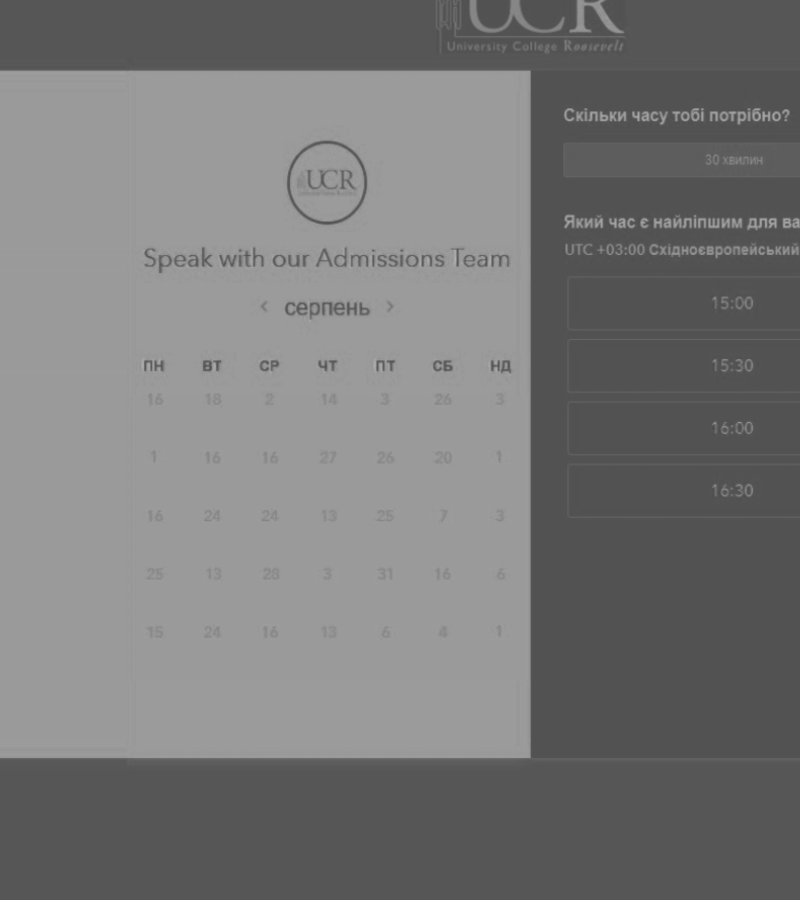 UCR
University College Roosevelt
UCR
Speak with our Admissions Team
< серпень >
ПН ВТ СР ЧТ ПТ СБ НД
16 18 2 14 3 26 3
1 16 16 27 26 20 1
16 24 24 13 25 7 3
25 13 28 3 31 16 6
15 24 16 13 6 4 1
Скільки часу тобі потрібно?
30 хвилин
Який час є найліпшим для ва
UTC +03:00 Східноєвропейський
15:00
15:30
16:00
16:30